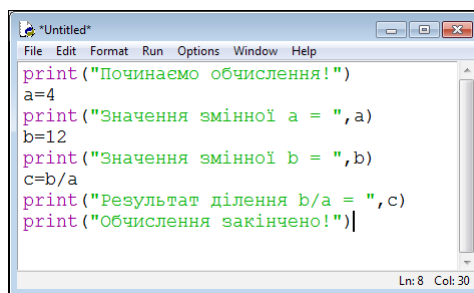 *Untitled*
File Edit Format Run Options Window Help
print("Починаємо обчислення!")
a=4
print("Значення змінної a = ",a)
b=12
print("Значення змінної b = ",b)
c=b/a
print("Результат ділення b/a = ",c)
print("Обчислення закінчено!")
Ln: 8 Col: 30